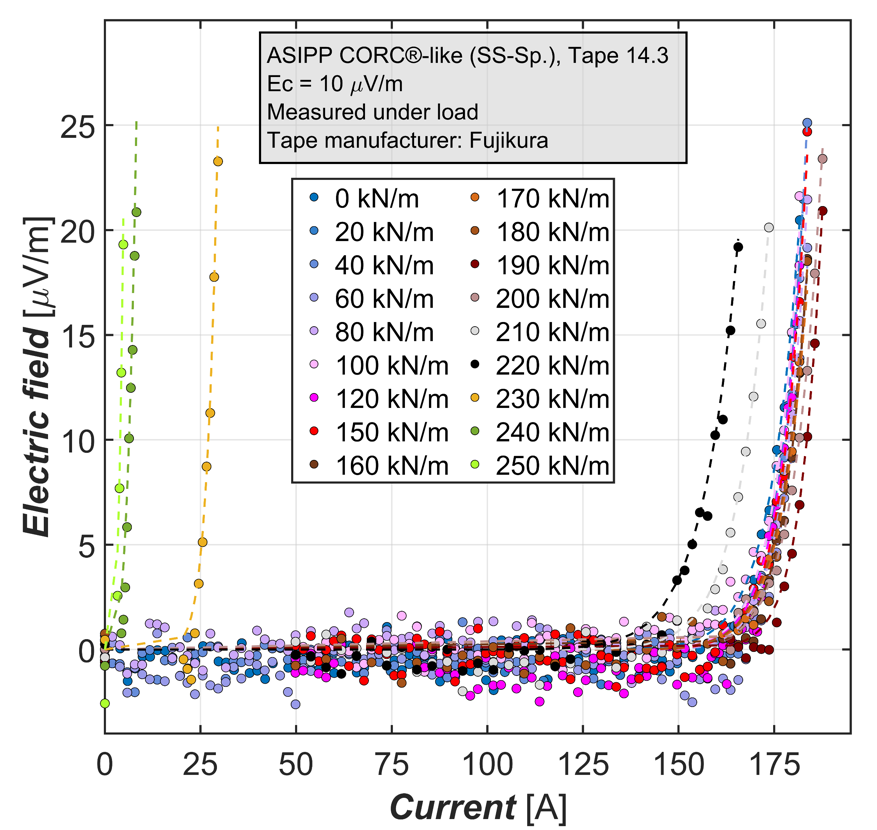 ASIPP CORC®-like (SS-Sp.), Tape 14.3
Ec = 10 μV/m
Measured under load
Tape manufacturer: Fujikura
0 kN/m
20 kN/m
40 kN/m
60 kN/m
80 kN/m
100 kN/m
120 kN/m
150 kN/m
160 kN/m
170 kN/m
180 kN/m
190 kN/m
200 kN/m
210 kN/m
220 kN/m
230 kN/m
240 kN/m
250 kN/m
Electric field [μV/m]
25
20
15
10
5
0
0 25 50 75 100 125 150 175
Current [A]